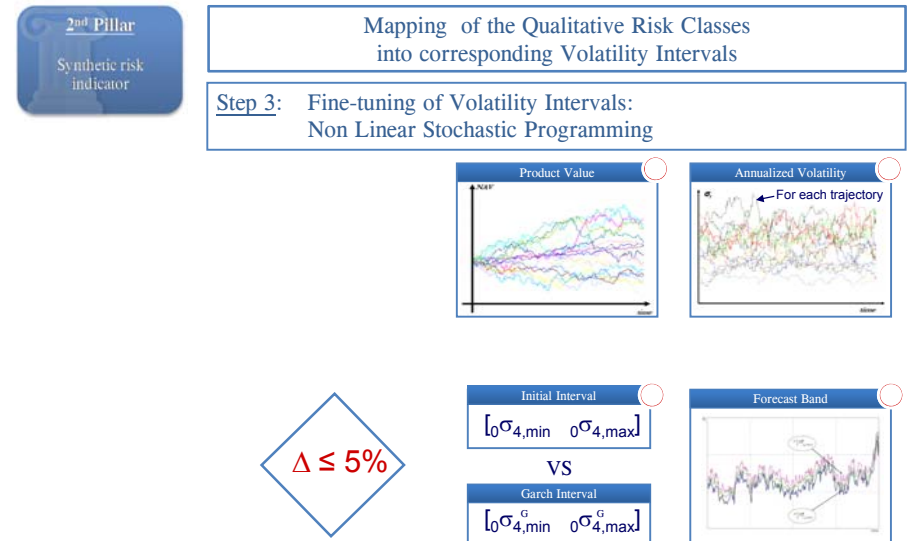 2nd Pillar
Synthetic risk
indicator
Mapping of the Qualitative Risk Classes
into corresponding Volatility Intervals
Step 3: Fine-tuning of Volatility Intervals:
Non Linear Stochastic Programming
Product Value
NAV
time
Annualized Volatility
σt
For each trajectory
time
Δ ≤ 5%
Initial Interval
[0σ4,min 0σ4,max]
vs
Garch Interval
[0σG4,min 0σG4,max]
Forecast Band